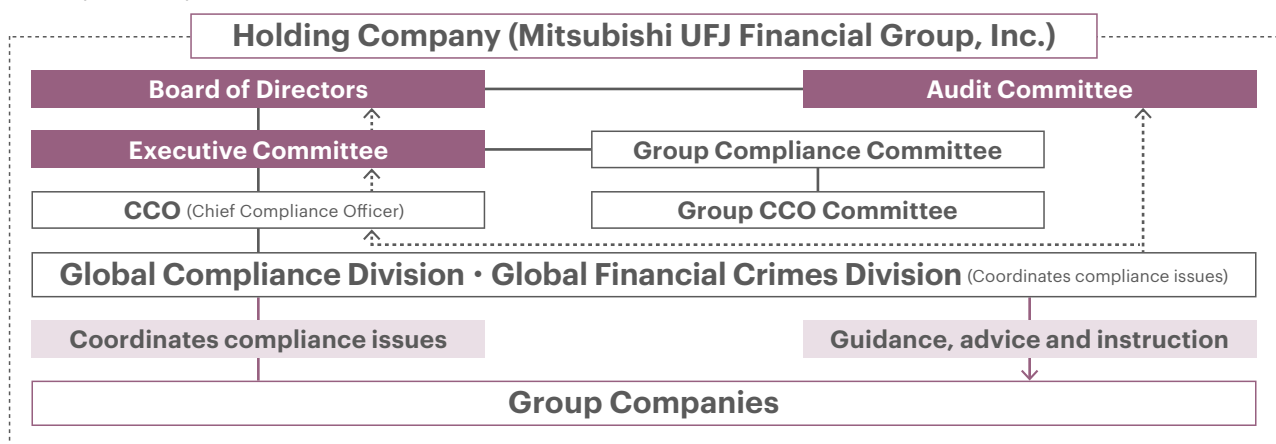 Holding Company (Mitsubishi UFJ Financial Group, Inc.)
Board of Directors
Audit Committee
Executive Committee
Group Compliance Committee
CCO (Chief Compliance Officer)
Group CCO Committee
Global Compliance Division・Global Financial Crimes Division (Coordinates compliance issues)
Coordinates compliance issues
Guidance, advice and instruction
Group Companies